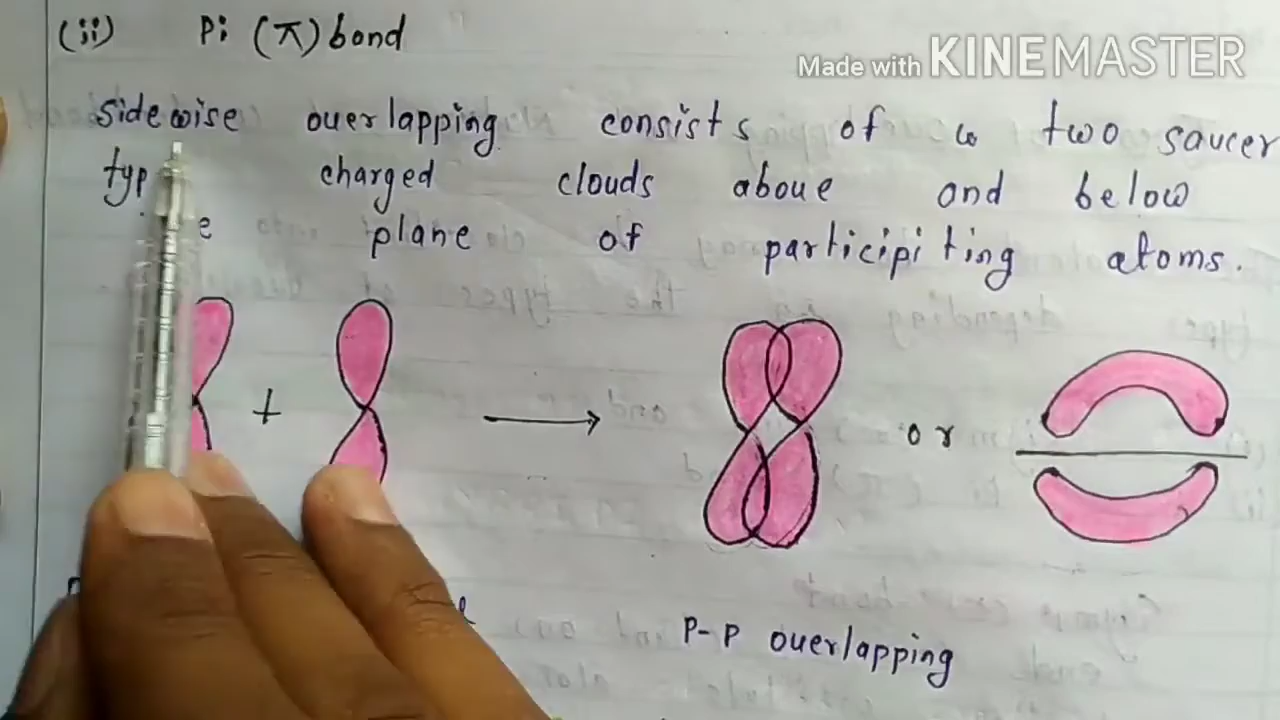 (ii) Pi (π) bond
Made with KINEMASTER
sidewise overlapping consists of two saucer
typ charged clouds above and below
e plane of participiting atoms.
+
or
P-P overlapping